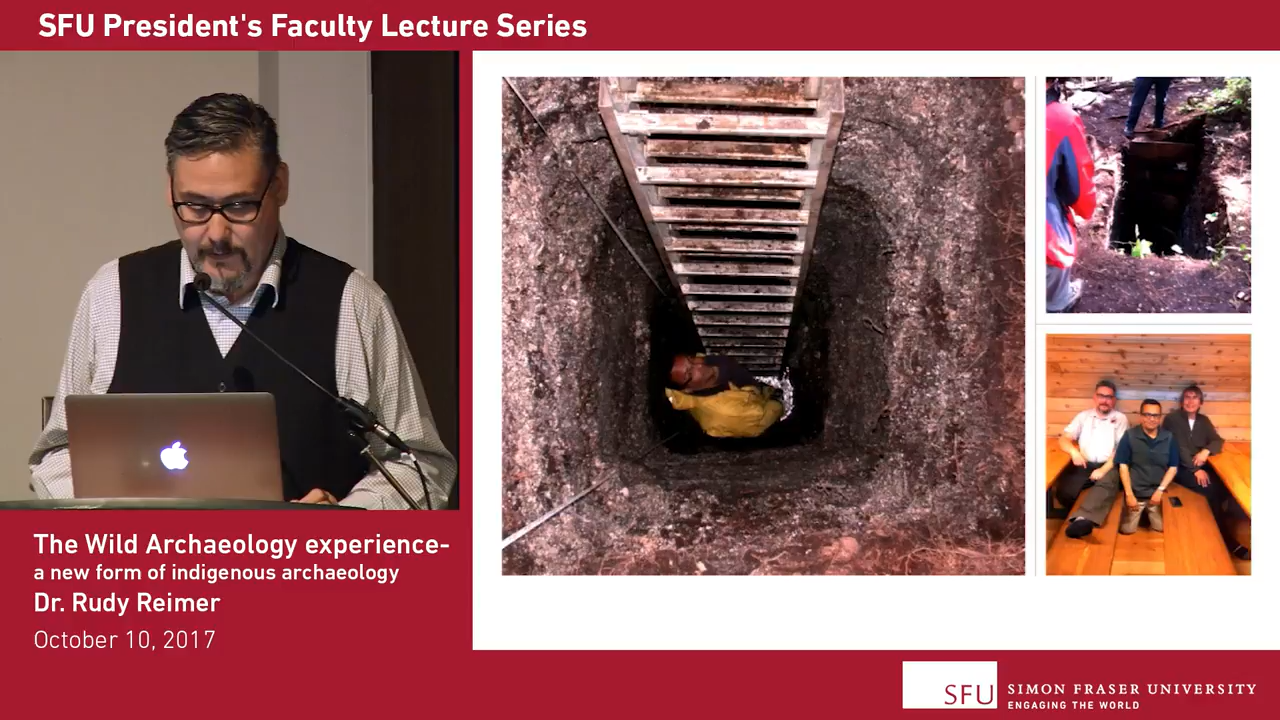 SFU President's Faculty Lecture Series
The Wild Archaeology experience-
a new form of indigenous archaeology
Dr. Rudy Reimer
October 10, 2017
SFU
SIMON FRASER UNIVERSITY
ENGAGING THE WORLD